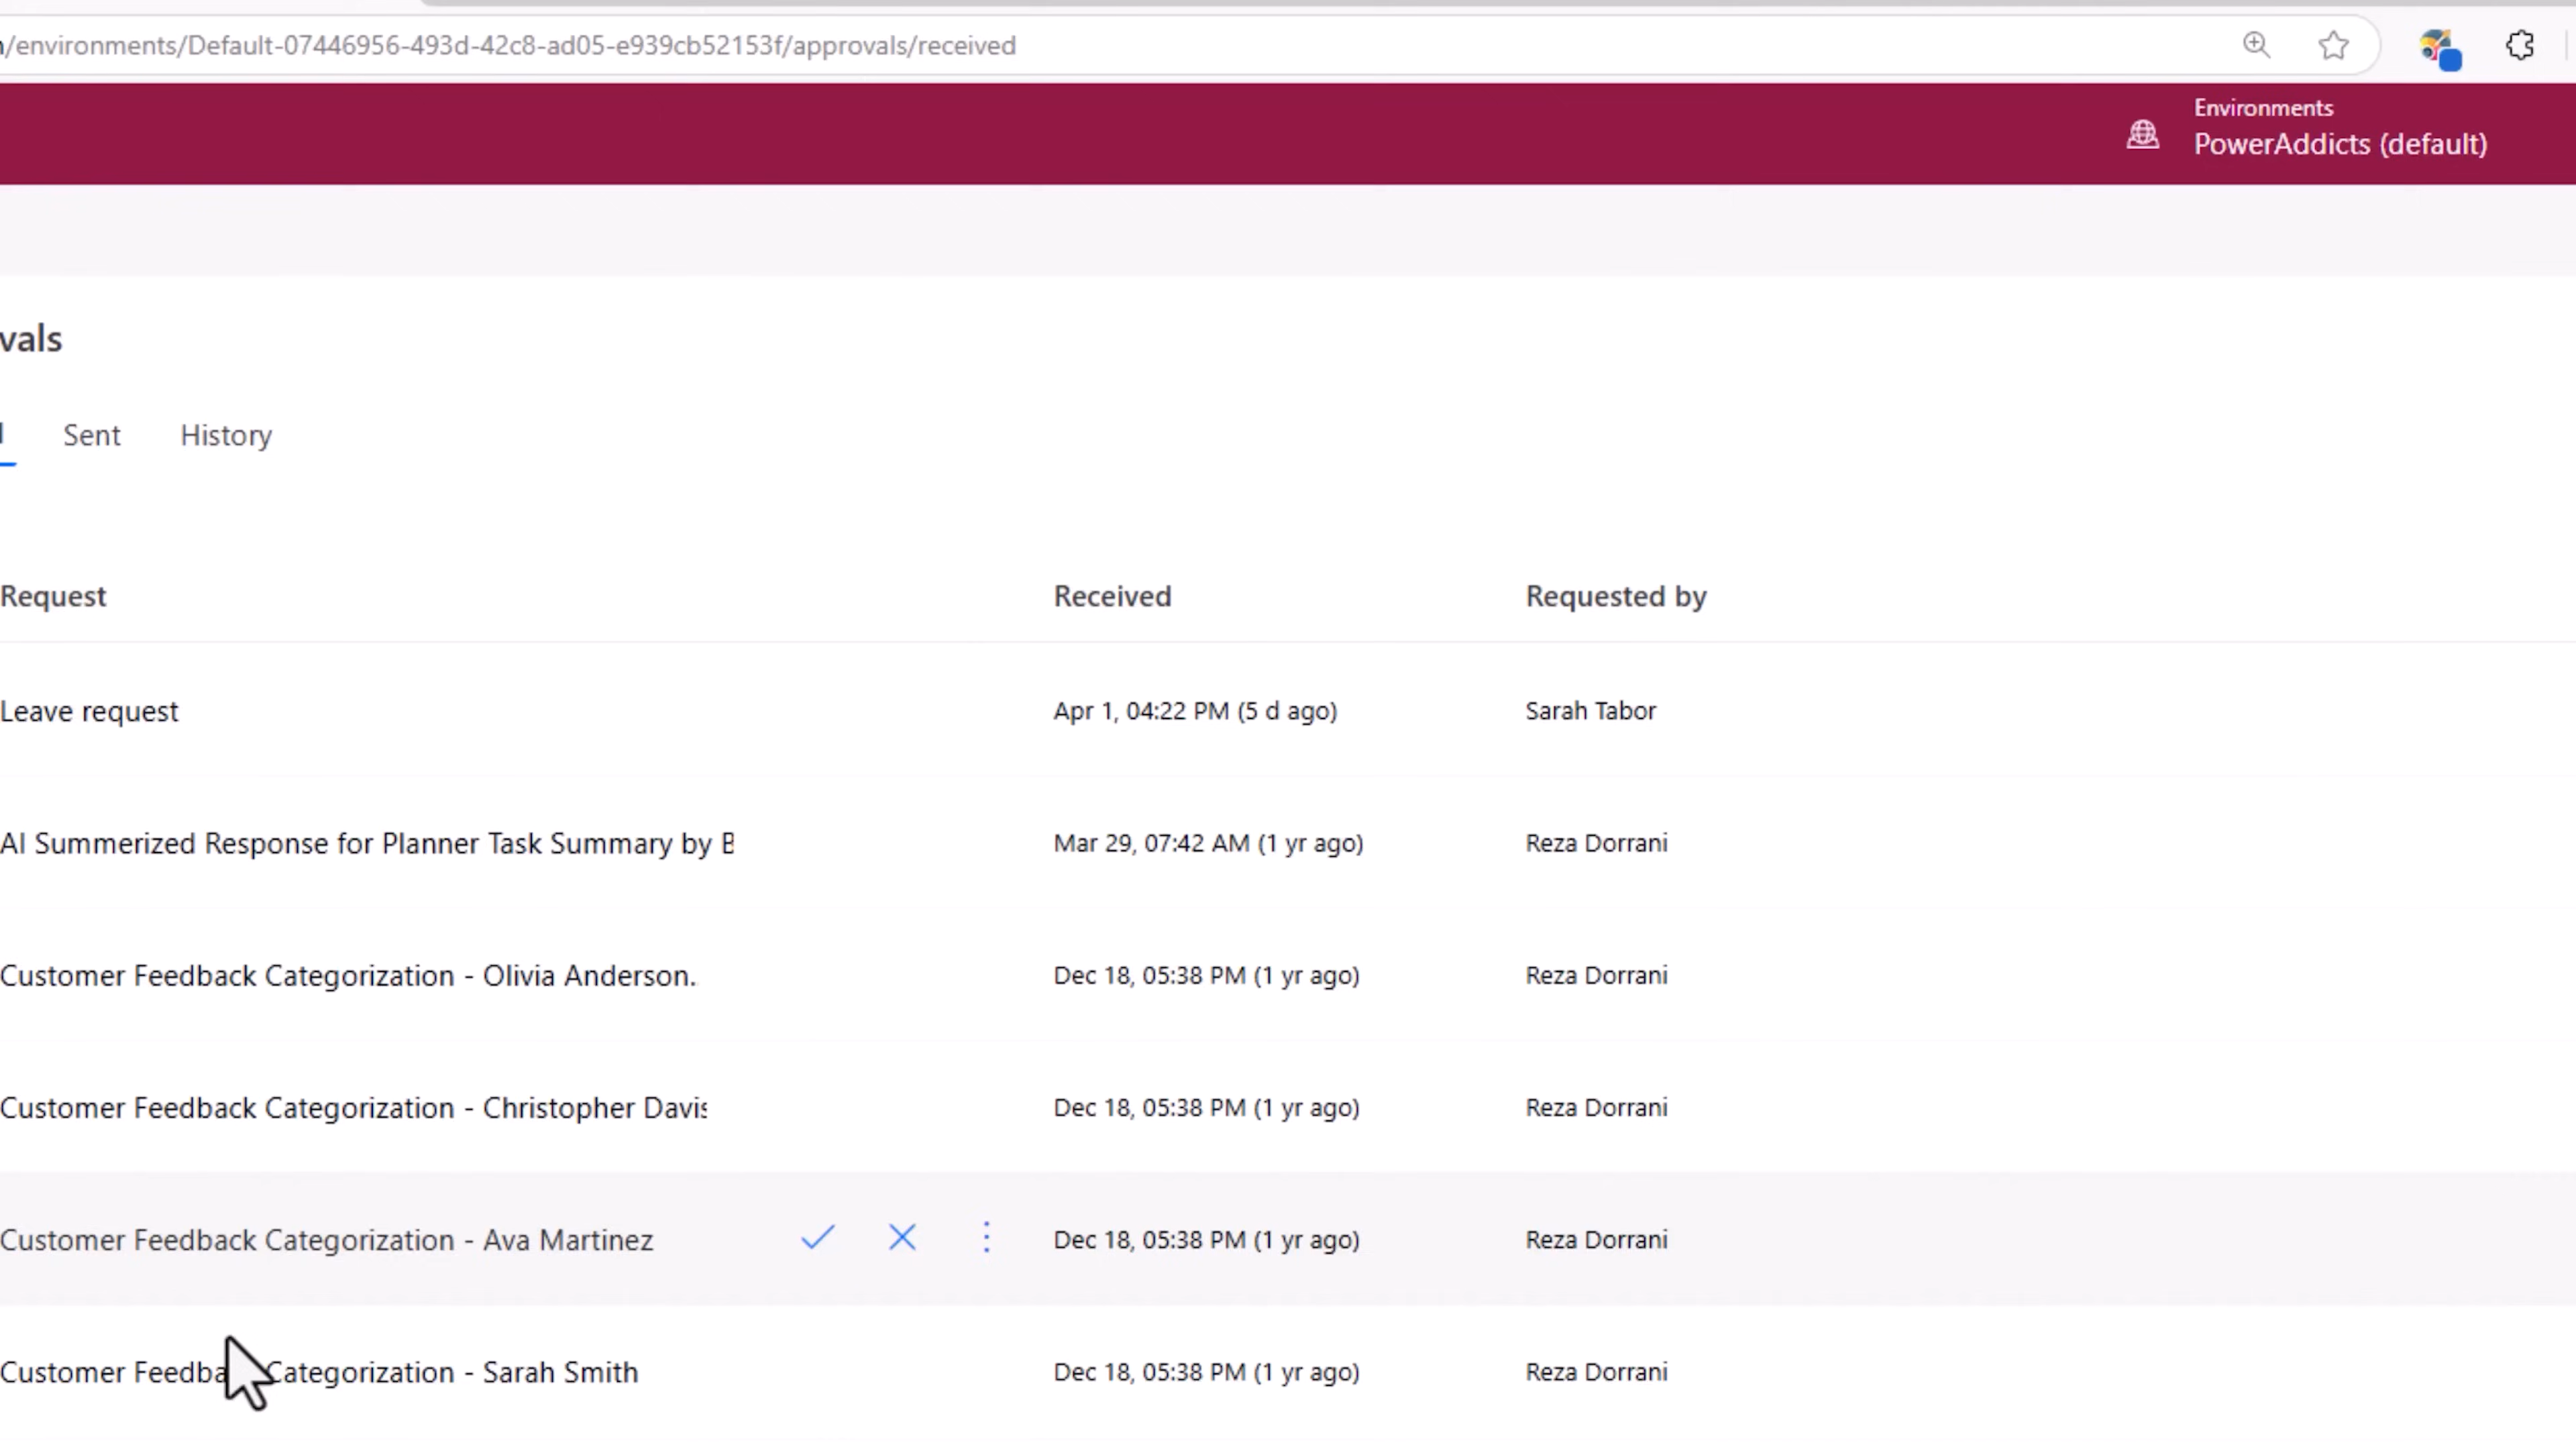 /environments/Default-07446956-493d-42c8-ad05-e939cb52153f/approvals/received
Environments
PowerAddicts (default)
vals
Sent History
Request Received Requested by
Leave request Apr 1, 04:22 PM (5 d ago) Sarah Tabor
AI Summerized Response for Planner Task Summary by B Mar 29, 07:42 AM (1 yr ago) Reza Dorrani
Customer Feedback Categorization - Olivia Anderson. Dec 18, 05:38 PM (1 yr ago) Reza Dorrani
Customer Feedback Categorization - Christopher Davis Dec 18, 05:38 PM (1 yr ago) Reza Dorrani
Customer Feedback Categorization - Ava Martinez Dec 18, 05:38 PM (1 yr ago) Reza Dorrani
Customer Feedback Categorization - Sarah Smith Dec 18, 05:38 PM (1 yr ago) Reza Dorrani